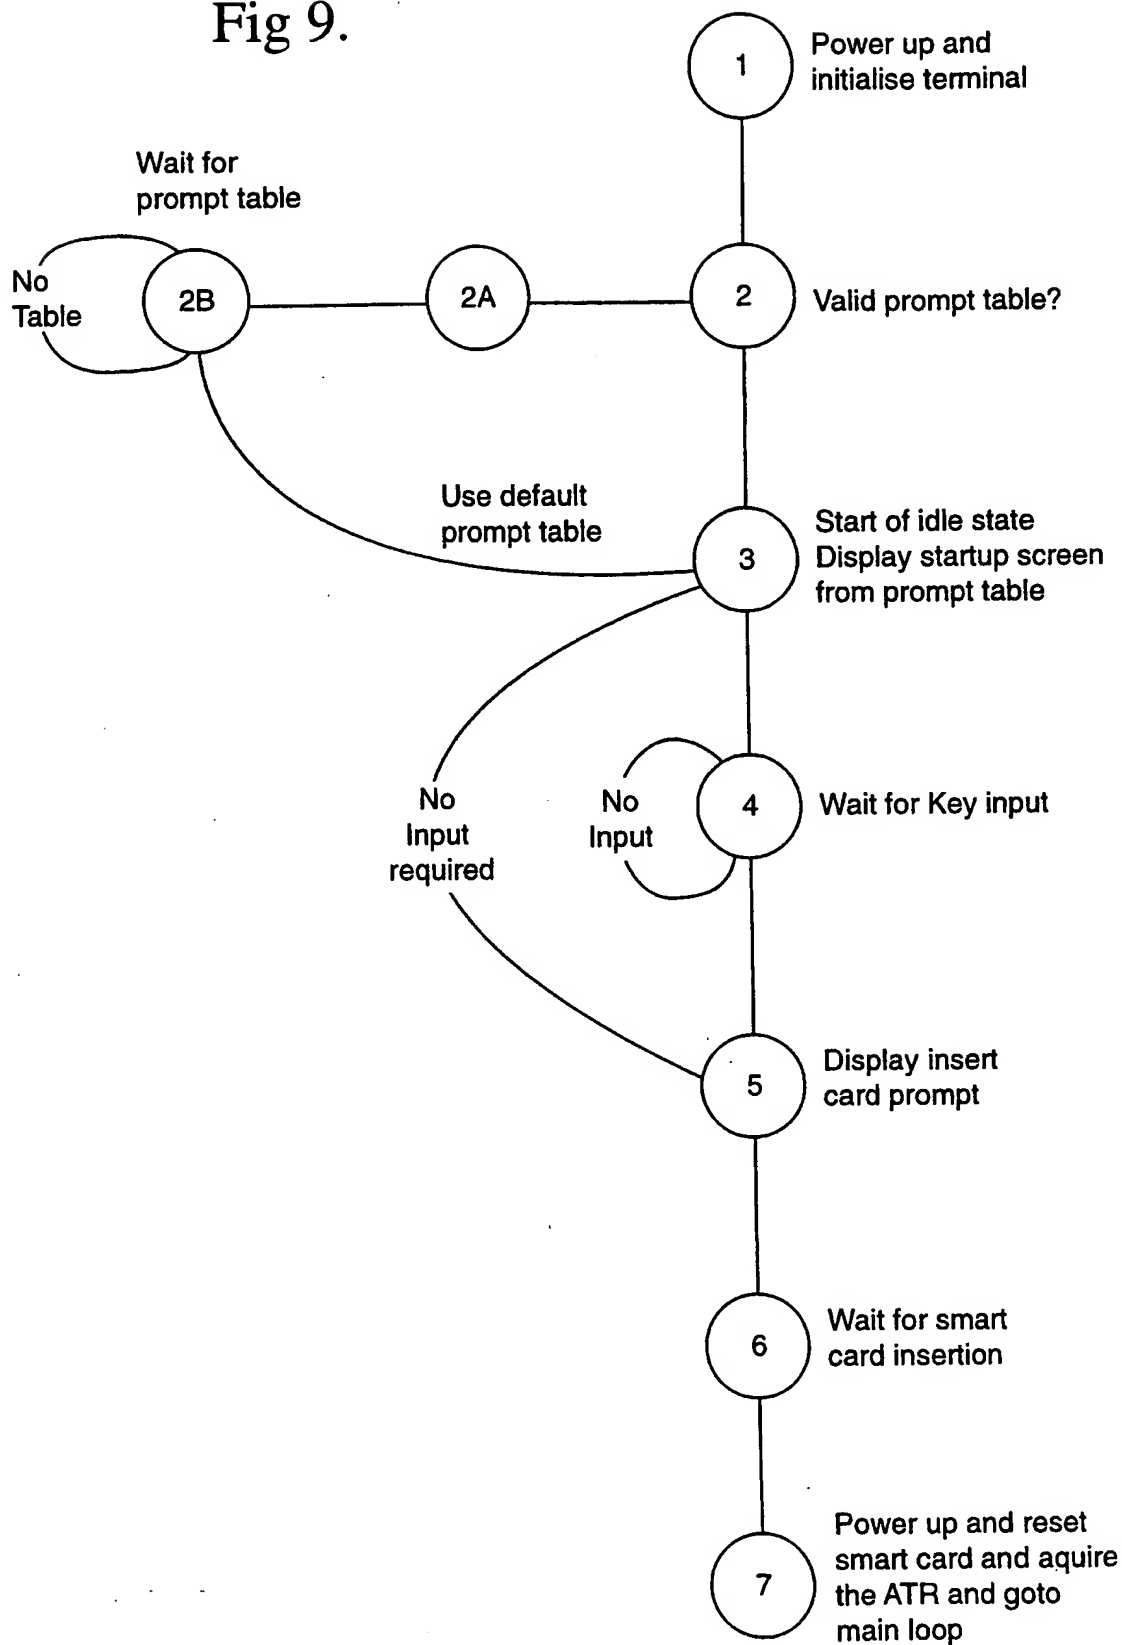 Fig 9.
1
Power up and
initialise terminal
Wait for
prompt table
No
Table
2B
2A
2
Valid prompt table?
Use default
prompt table
3
Start of idle state
Display startup screen
from prompt table
No
Input
required
No
Input
4
Wait for Key input
5
Display insert
card prompt
6
Wait for smart
card insertion
7
Power up and reset
smart card and aquire
the ATR and goto
main loop